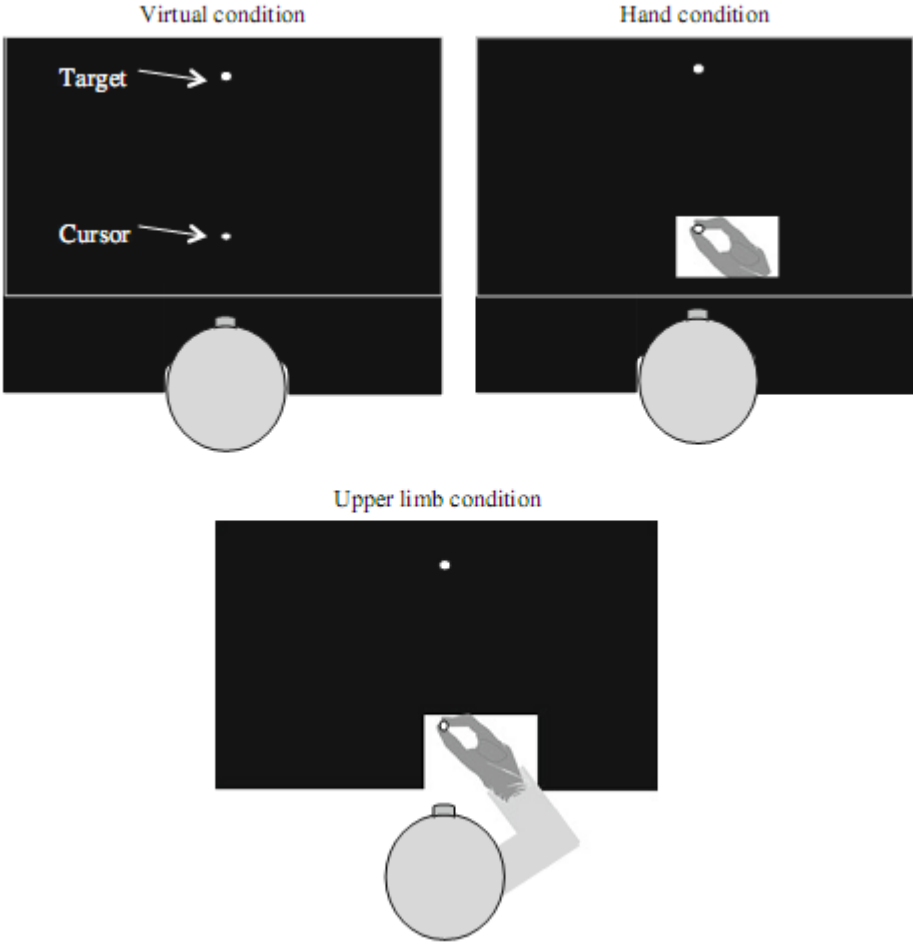 Virtual condition
Hand condition
Target
Cursor
Upper limb condition